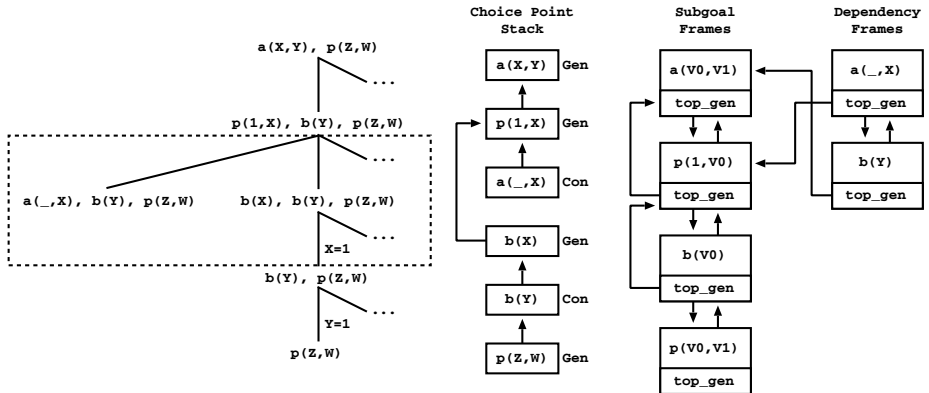 a(X,Y), p(Z,W)
...
p(1,X), b(Y), p(Z,W)
...
a(_,X), b(Y), p(Z,W)
b(X), b(Y), p(Z,W)
...
X=1
b(Y), p(Z,W)
...
Y=1
p(Z,W)
Choice Point
Stack
a(X,Y) Gen
p(1,X) Gen
a(_,X) Con
b(X) Gen
b(Y) Con
p(Z,W) Gen
Subgoal
Frames
a(V0,V1)
top_gen
p(1,V0)
top_gen
b(V0)
top_gen
p(V0,V1)
top_gen
Dependency
Frames
a(_,X)
top_gen
b(Y)
top_gen